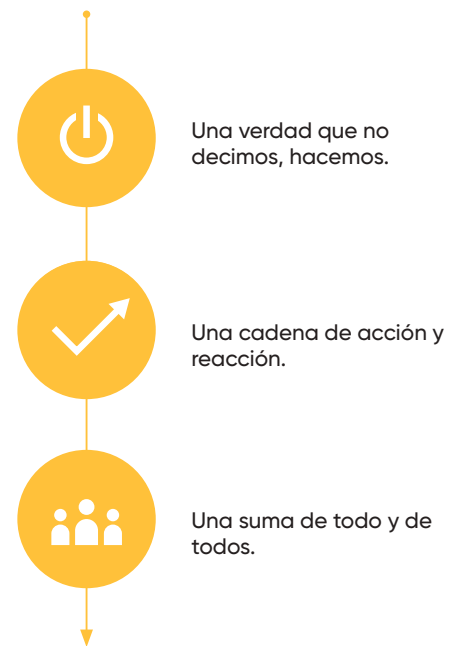 Una verdad que no
decimos, hacemos.
Una cadena de acción y
reacción.
Una suma de todo y de
todos.